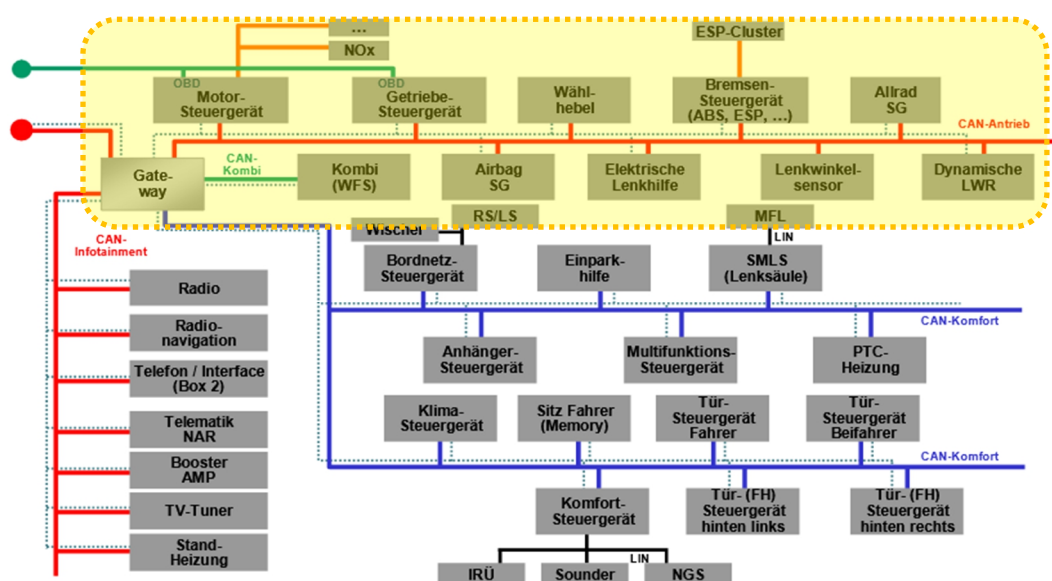 ...
NOx
ESP-Cluster
OBD
OBD
Motor-
Steuergerät
Getriebe-
Steuergerät
Wähl-
hebel
Bremsen-
Steuergerät
(ABS, ESP, ...)
Allrad
SG
CAN-Antrieb
Gate-
way
CAN-
Kombi
Kombi
(WFS)
Airbag
SG
Elektrische
Lenkhilfe
Lenkwinkel-
sensor
Dynamische
LWR
RS/LS
MFL
Wischer
LIN
CAN-
Infotainment
Bordnetz-
Steuergerät
Einpark-
hilfe
SMLS
(Lenksäule)
Radio
CAN-Komfort
Radio-
navigation
Anhänger-
Steuergerät
Multifunktions-
Steuergerät
PTC-
Heizung
Telefon / Interface
(Box 2)
Klima-
Steuergerät
Sitz Fahrer
(Memory)
Tür-
Steuergerät
Fahrer
Tür-
Steuergerät
Beifahrer
Telematik
NAR
CAN-Komfort
Booster
AMP
Komfort-
Steuergerät
Tür- (FH)
Steuergerät
hinten links
Tür- (FH)
Steuergerät
hinten rechts
TV-Tuner
Stand-
Heizung
LIN
IRÜ
Sounder
NGS